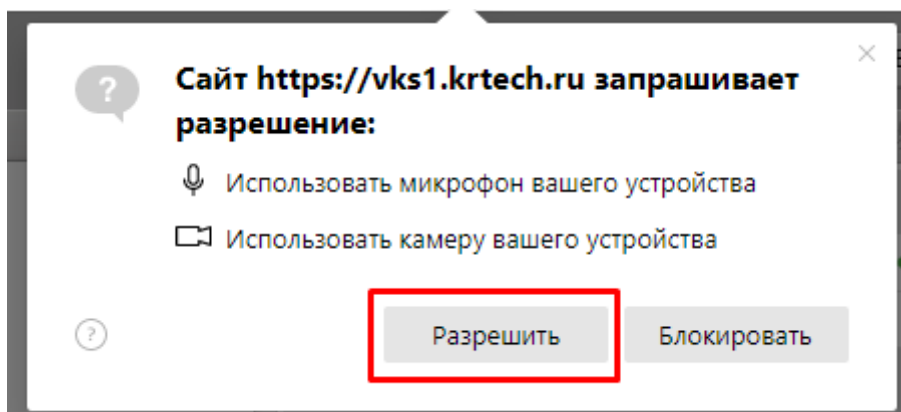 Сайт https://vks1.krtech.ru запрашивает
разрешение:
Использовать микрофон вашего устройства
Использовать камеру вашего устройства
?
Разрешить
Блокировать